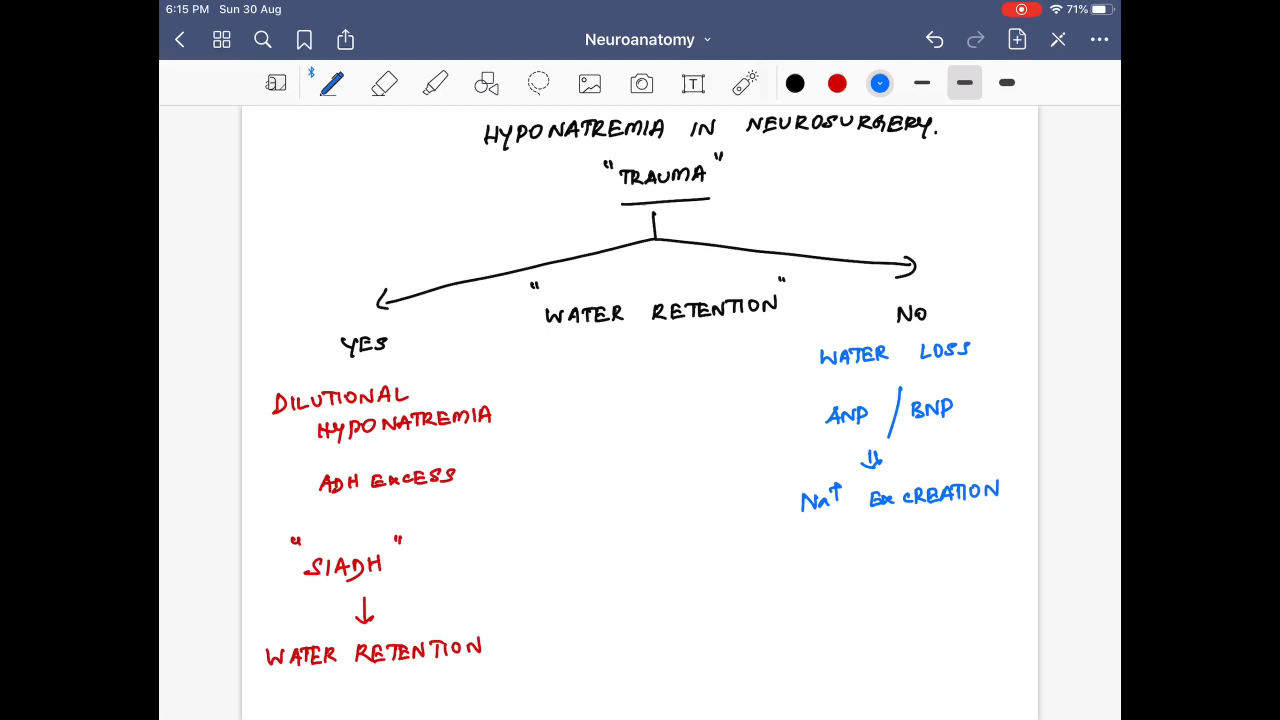 6:15 PM Sun 30 Aug
71%
Neuroanatomy
T
HYPONATREMIA IN NEUROSURGERY.
"TRAUMA"
"WATER RETENTION"
YES
NO
DILUTIONAL
HYPONATREMIA
ADH EXCESS
"SIADH"
↓
WATER RETENTION
WATER LOSS
ANP / BNP
⇓
Na↑ EXCREATION